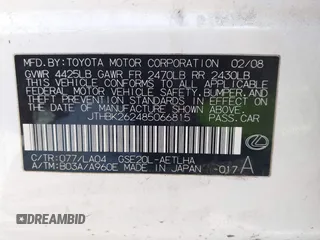 MFD.BY: TOYOTA MOTOR CORPORATION 02/08
GVWR 4425LB GAWR FR 2470LB RR 2430LB
THIS VEHICLE CONFORMS TO ALL APPLICABLE
FEDERAL MOTOR VEHICLE SAFETY, BUMPER, AND
THEFT PREVENTION STANDARDS IN EFFECT ON
THE DATE OF MANUFACTURE SHOWN ABOVE.
JTHBK262485066815 PASS.CAR
C/TR: 077/LA04 GSE20L-AETLHA
A/TM: B03A/A960E MADE IN JAPAN -017 A
DID.CARS